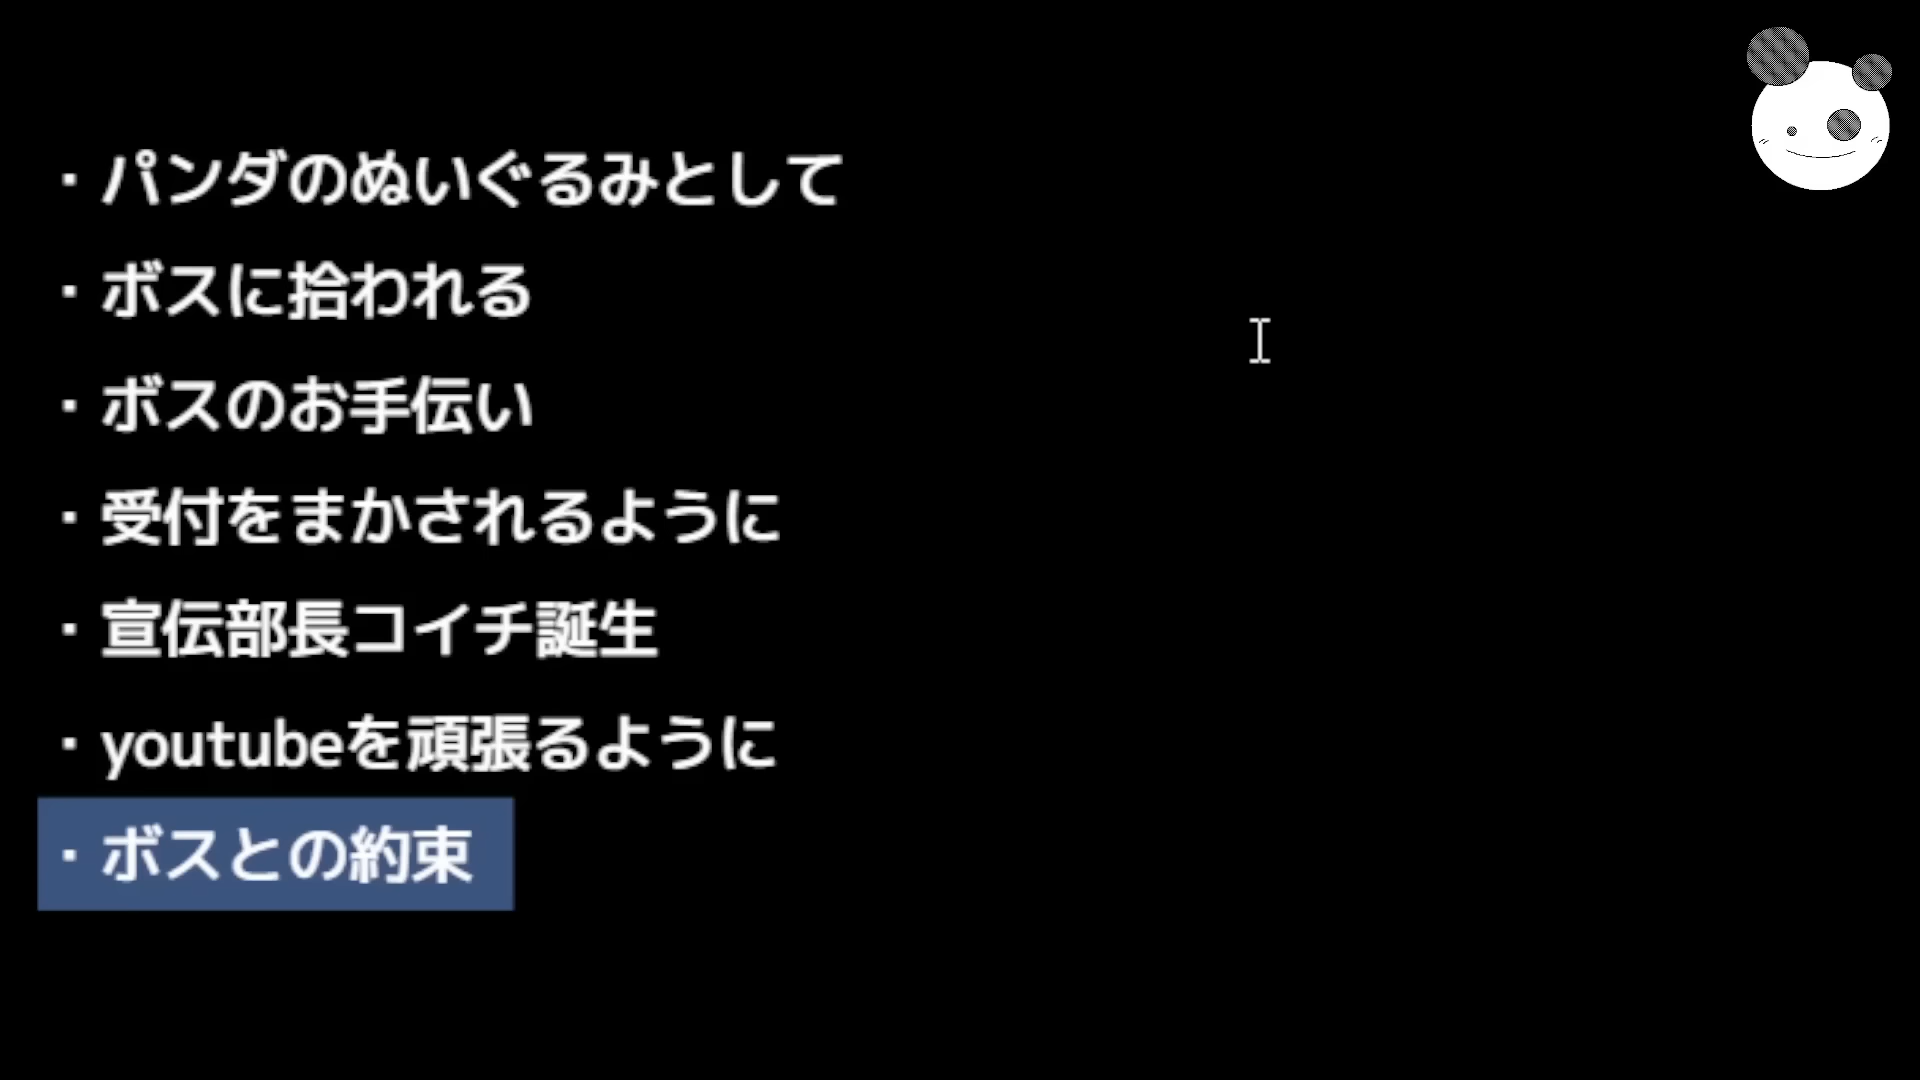 ・パンダのぬいぐるみとして
・ボスに拾われる
・ボスのお手伝い
・受付をまかされるように
・宣伝部長コイチ誕生
・youtubeを頑張るように
・ボスとの約束